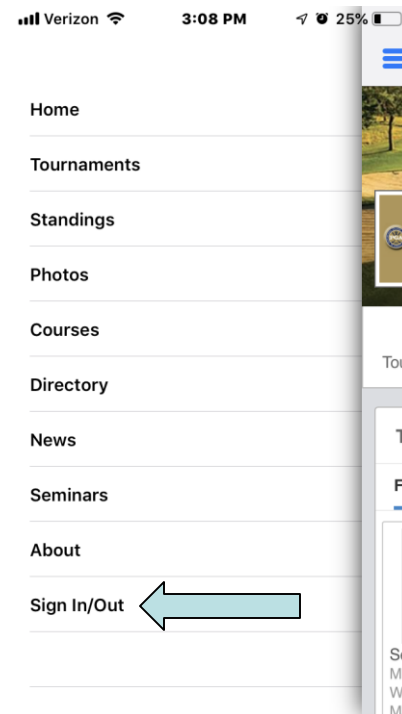 Verizon 3:08 PM 25%
Home
Tournaments
Standings
Photos
Courses
Directory
News
Seminars
About
Sign In/Out